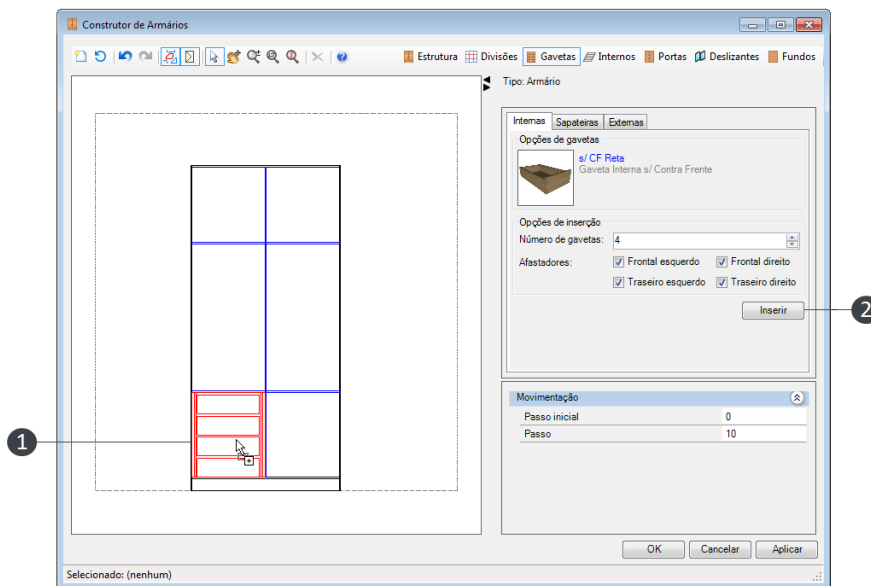 Construtor de Armários
Estrutura Divisões Gavetas Internos Portas Deslizantes Fundos
Tipo: Armário
Internas Sapateiras Externas
Opções de gavetas
s/ CF Reta
Gaveta Interna s/ Contra Frente
Opções de inserção
Número de gavetas: 4
Afastadores: Frontal esquerdo Frontal direito
Traseiro esquerdo Traseiro direito
Inserir
2
Movimentação
Passo inicial 0
Passo 10
1
OK Cancelar Aplicar
Selecionado: (nenhum)